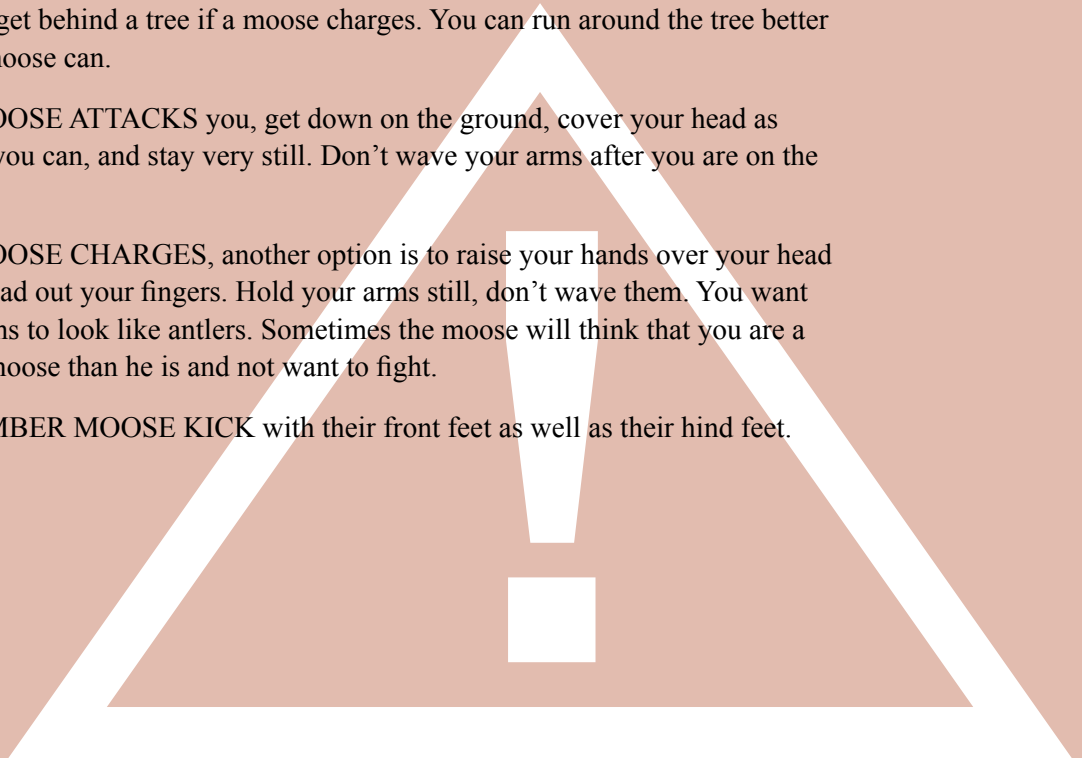 get behind a tree if a moose charges. You can run around the tree better
oose can.
OOSE ATTACKS you, get down on the ground, cover your head as
you can, and stay very still. Don’t wave your arms after you are on the
OOSE CHARGES, another option is to raise your hands over your head
ad out your fingers. Hold your arms still, don’t wave them. You want
ns to look like antlers. Sometimes the moose will think that you are a
moose than he is and not want to fight.
MBER MOOSE KICK with their front feet as well as their hind feet.